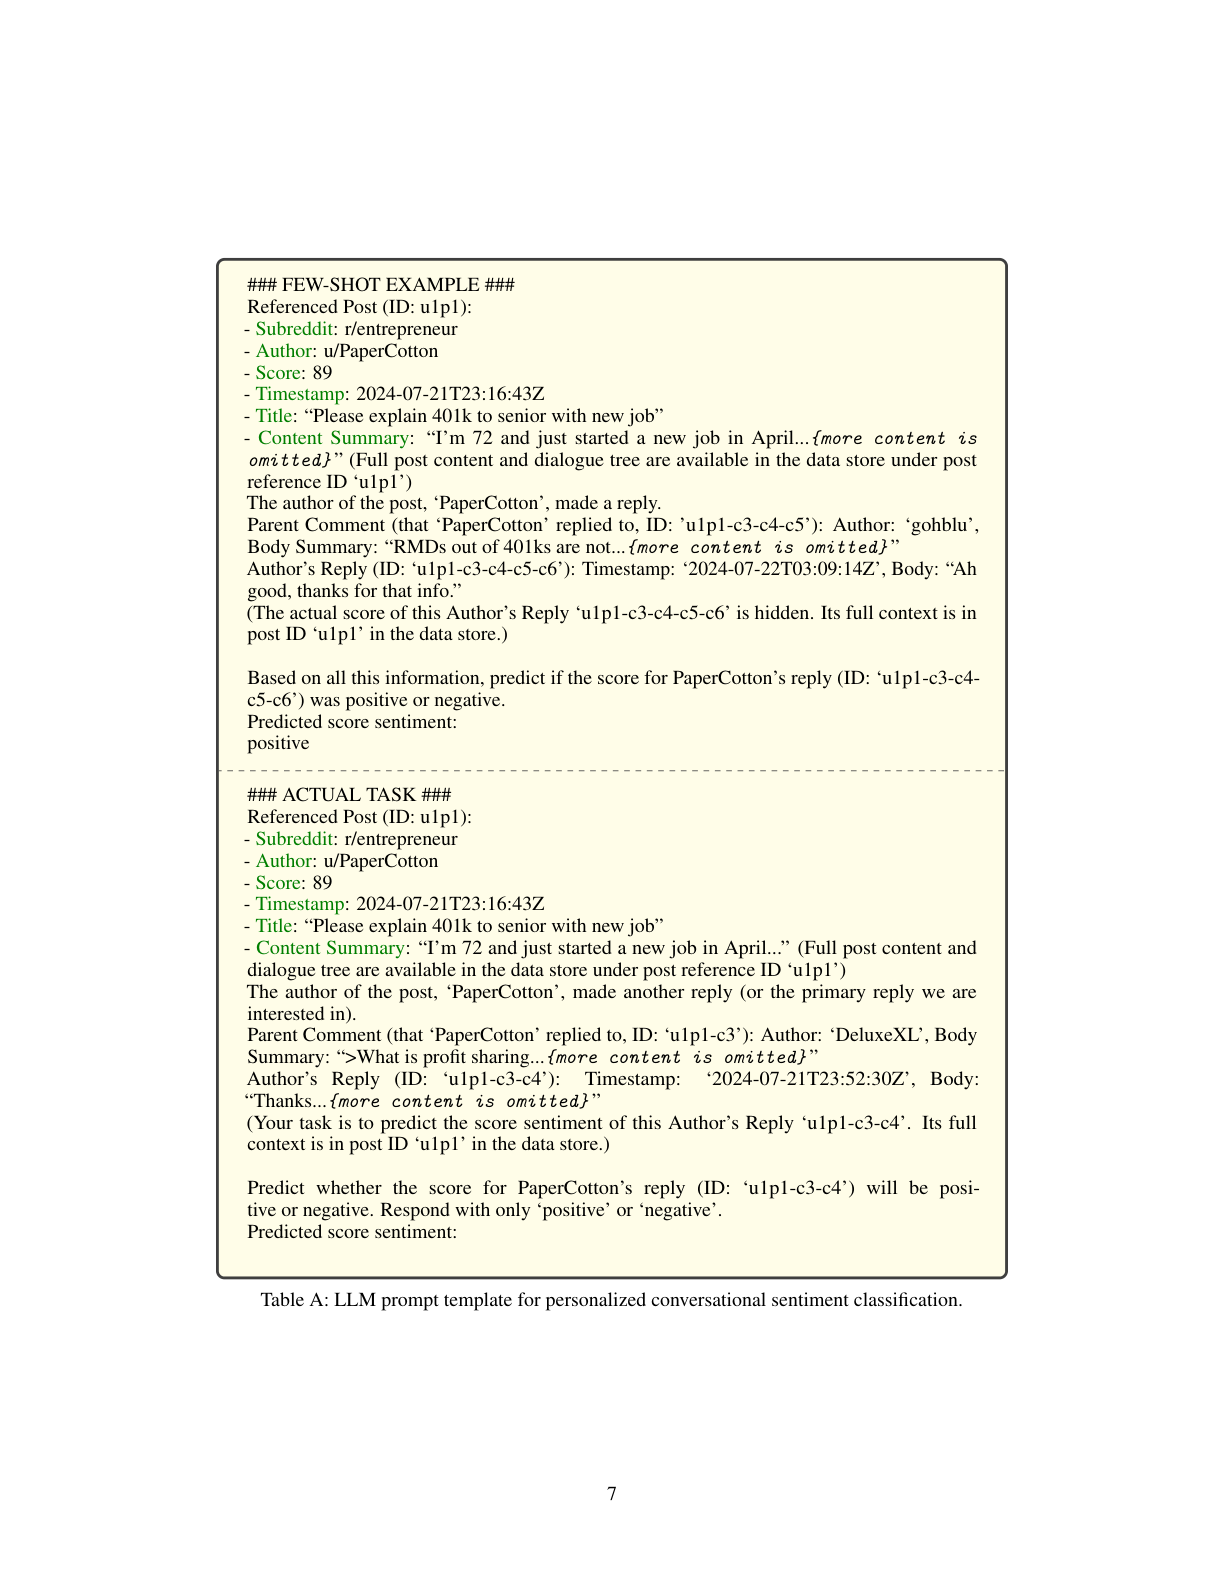 ### FEW-SHOT EXAMPLE ###
Referenced Post (ID: u1p1):
- Subreddit: r/entrepreneur
- Author: u/PaperCotton
- Score: 89
- Timestamp: 2024-07-21T23:16:43Z
- Title: “Please explain 401k to senior with new job”
- Content Summary: “I’m 72 and just started a new job in April...{more content is
omitted}” (Full post content and dialogue tree are available in the data store under post
reference ID ‘u1p1’)
The author of the post, ‘PaperCotton’, made a reply.
Parent Comment (that ‘PaperCotton’ replied to, ID: ’u1p1-c3-c4-c5’): Author: ‘gohblu’,
Body Summary: “RMDs out of 401ks are not...{more content is omitted}”
Author’s Reply (ID: ‘u1p1-c3-c4-c5-c6’): Timestamp: ‘2024-07-22T03:09:14Z’, Body: “Ah
good, thanks for that info.”
(The actual score of this Author’s Reply ‘u1p1-c3-c4-c5-c6’ is hidden. Its full context is in
post ID ‘u1p1’ in the data store.)
Based on all this information, predict if the score for PaperCotton’s reply (ID: ‘u1p1-c3-c4-
c5-c6’) was positive or negative.
Predicted score sentiment:
positive
### ACTUAL TASK ###
Referenced Post (ID: u1p1):
- Subreddit: r/entrepreneur
- Author: u/PaperCotton
- Score: 89
- Timestamp: 2024-07-21T23:16:43Z
- Title: “Please explain 401k to senior with new job”
- Content Summary: “I’m 72 and just started a new job in April...” (Full post content and
dialogue tree are available in the data store under post reference ID ‘u1p1’)
The author of the post, ‘PaperCotton’, made another reply (or the primary reply we are
interested in).
Parent Comment (that ‘PaperCotton’ replied to, ID: ‘u1p1-c3’): Author: ‘DeluxeXL’, Body
Summary: “>What is profit sharing...{more content is omitted}”
Author’s Reply (ID: ‘u1p1-c3-c4’): Timestamp: ‘2024-07-21T23:52:30Z’, Body:
“Thanks...{more content is omitted}”
(Your task is to predict the score sentiment of this Author’s Reply ‘u1p1-c3-c4’. Its full
context is in post ID ‘u1p1’ in the data store.)
Predict whether the score for PaperCotton’s reply (ID: ‘u1p1-c3-c4’) will be posi-
tive or negative. Respond with only ‘positive’ or ‘negative’.
Predicted score sentiment:
Table A: LLM prompt template for personalized conversational sentiment classification.
7